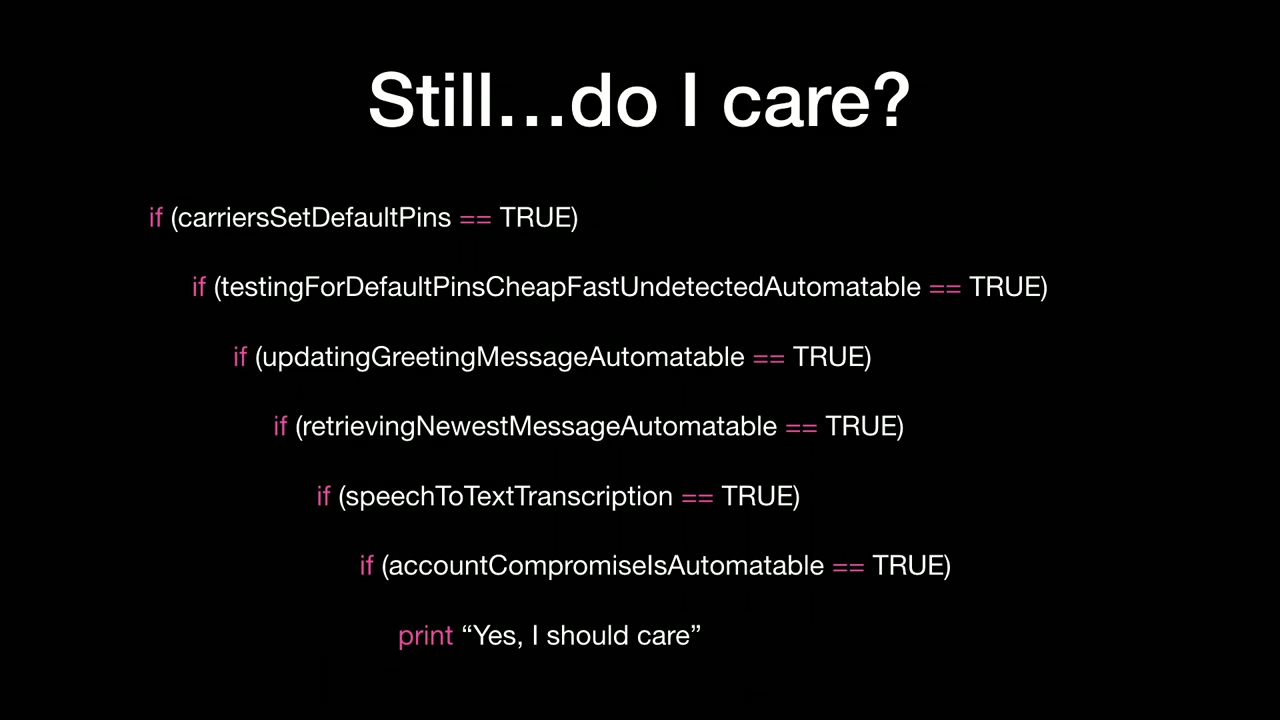 Still...do I care?
if (carriersSetDefaultPins == TRUE)
if (testingForDefaultPinsCheapFastUndetectedAutomatable == TRUE)
if (updatingGreetingMessageAutomatable == TRUE)
if (retrievingNewestMessageAutomatable == TRUE)
if (speechToTextTranscription == TRUE)
if (accountCompromiseIsAutomatable == TRUE)
print “Yes, I should care”